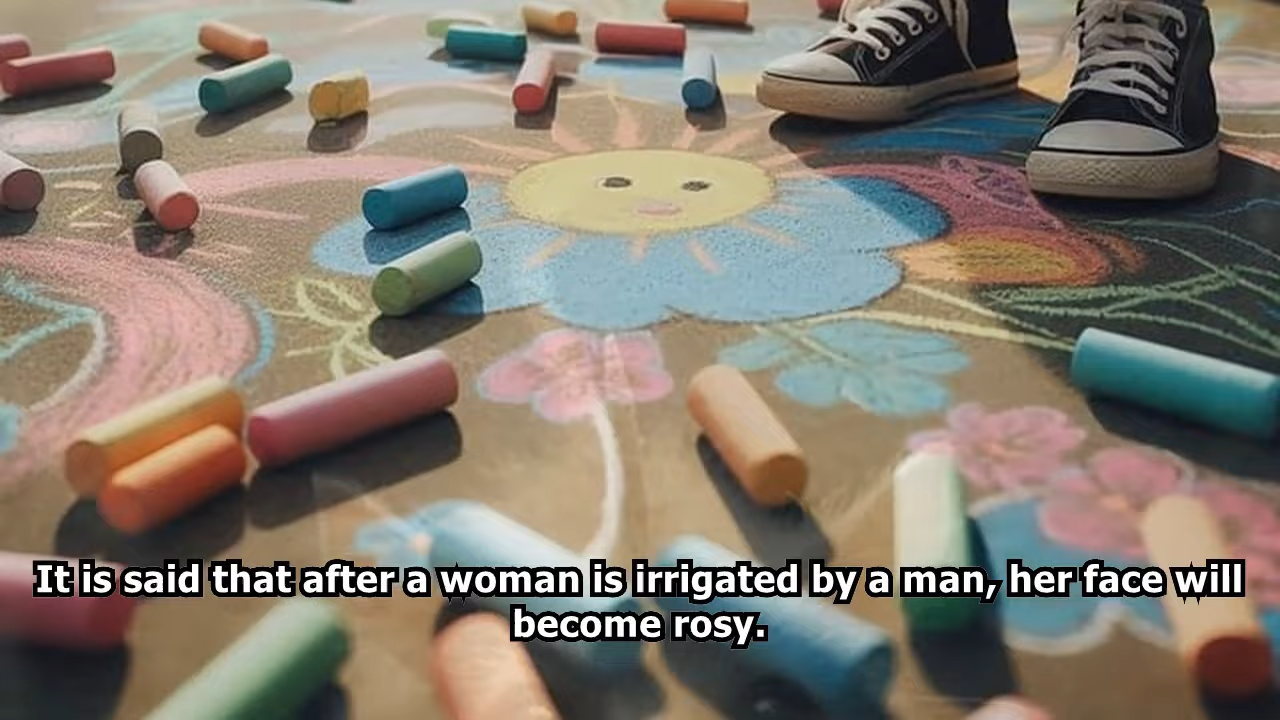 It is said that after a woman is irrigated by a man, her face will
become rosy.